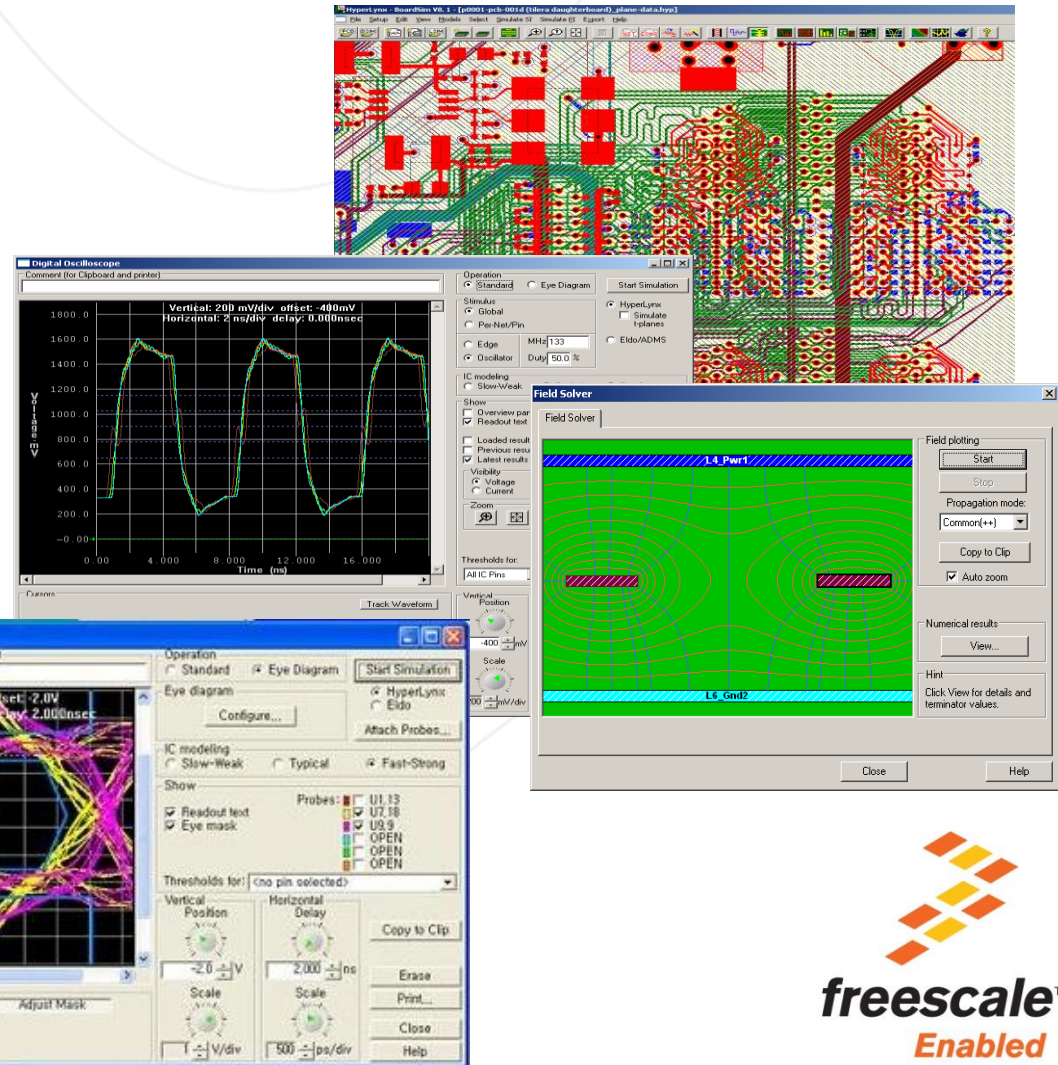 HyperLynx - BoardSim V8. 1 - [p0001-pcb-001d (tilera daughterboard)_plane-data.hyp]
File Setup Edit View Models Select Simulate SI Simulate PI Export Help
Digital Oscilloscope
Comment (for Clipboard and printer)
Vertical: 200 mV/div offset: -400mV
Horizontal: 2 ns/div delay: 0.000nsec
1800.0
1600.0
1400.0
1200.0
1000.0
800.0
600.0
400.0
200.0
-0.00
Voltage -mV-
0.00 4.000 8.000 12.000 16.000
Time (ns)
Cursors
Track Waveform
Operation
Standard Eye Diagram
Start Simulation
Stimulus
Global
Per-Net/Pin
HyperLynx
Simulate
t-planes
Edge
Oscillator
MHz 133
Duty 50.0 %
Eldo/ADMS
IC modeling
Slow-Weak
Show
Overview pan
Readout text
Loaded result
Previous resu
Latest results
Visibility
Voltage
Current
Zoom
Thresholds for:
All IC Pins
Vertical
Position
-400 mV
Scale
mV/div
Field Solver
Field Solver
L4_Pwr1
L6_Gnd2
Field plotting
Start
Stop
Propagation mode:
Common(++)
Copy to Clip
Auto zoom
Numerical results
View...
Hint
Click View for details and
terminator values.
Close
Help
set: -2.0V
delay: 2.000nsec
Adjust Mask
Operation
Standard Eye Diagram
Start Simulation
Eye diagram
Configure...
HyperLynx
Eldo
Attach Probes...
IC modeling
Slow-Weak Typical Fast-Strong
Show
Readout text
Eye mask
Probes:
U1.13
U7.18
U9.9
OPEN
OPEN
OPEN
Thresholds for: <no pin selected>
Vertical
Position
-2.0 V
Scale
1 V/div
Horizontal
Delay
2.000 ns
Scale
500 ps/div
Copy to Clip
Erase
Print...
Close
Help
freescale
Enabled